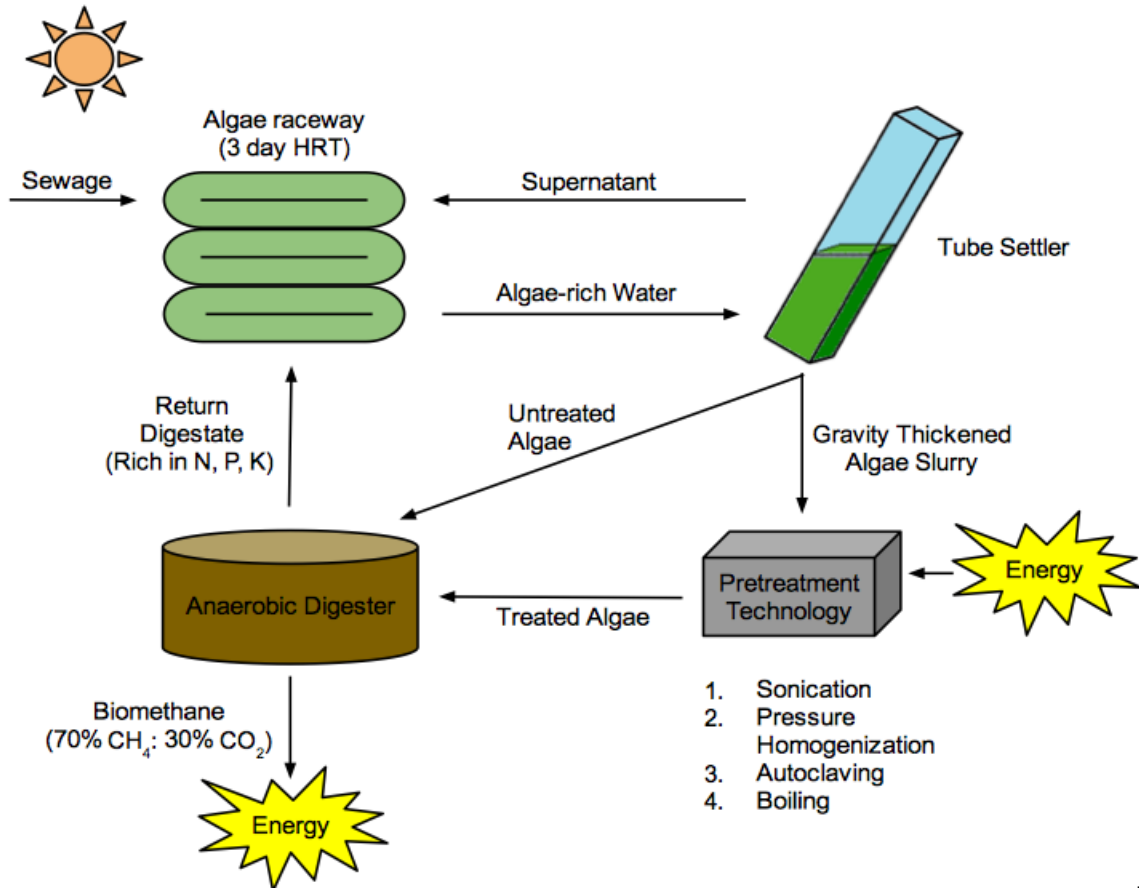 Algae raceway
(3 day HRT)
Sewage
Supernatant
Tube Settler
Algae-rich Water
Return
Digestate
(Rich in N, P, K)
Untreated
Algae
Gravity Thickened
Algae Slurry
Anaerobic Digester
Treated Algae
Pretreatment
Technology
Energy
Biomethane
(70% CH₄: 30% CO₂)
Energy
1. Sonication
2. Pressure
Homogenization
3. Autoclaving
4. Boiling